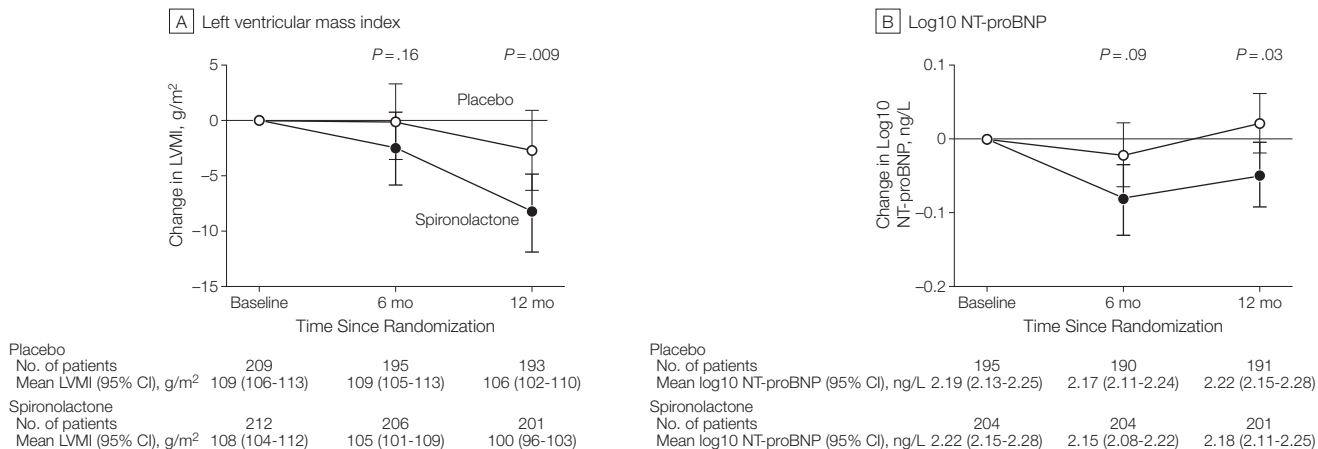 A Left ventricular mass index
P=.16 P=.009
5
0
–5
–10
–15
Change in LVMI, g/m²
Placebo
Spironolactone
Baseline 6 mo 12 mo
Time Since Randomization
Placebo
No. of patients 209 195 193
Mean LVMI (95% CI), g/m² 109 (106-113) 109 (105-113) 106 (102-110)
Spironolactone
No. of patients 212 206 201
Mean LVMI (95% CI), g/m² 108 (104-112) 105 (101-109) 100 (96-103)
B Log10 NT-proBNP
P=.09 P=.03
0.1
0
–0.1
–0.2
Change in Log10
NT-proBNP, ng/L
Baseline 6 mo 12 mo
Time Since Randomization
Placebo
No. of patients 195 190 191
Mean log10 NT-proBNP (95% CI), ng/L 2.19 (2.13-2.25) 2.17 (2.11-2.24) 2.22 (2.15-2.28)
Spironolactone
No. of patients 204 204 201
Mean log10 NT-proBNP (95% CI), ng/L 2.22 (2.15-2.28) 2.15 (2.08-2.22) 2.18 (2.11-2.25)